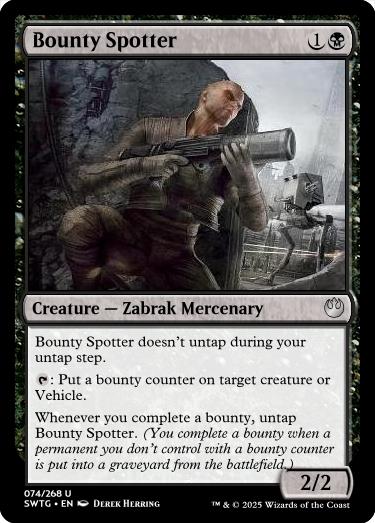 Bounty Spotter 1
Creature — Zabrak Mercenary
Bounty Spotter doesn't untap during your
untap step.
: Put a bounty counter on target creature or
Vehicle.
Whenever you complete a bounty, untap
Bounty Spotter. (You complete a bounty when a
permanent you don't control with a bounty counter
is put into a graveyard from the battlefield.)
2/2
074/268 U
SWTG • EN Derek Herring
™ & © 2025 Wizards of the Coast